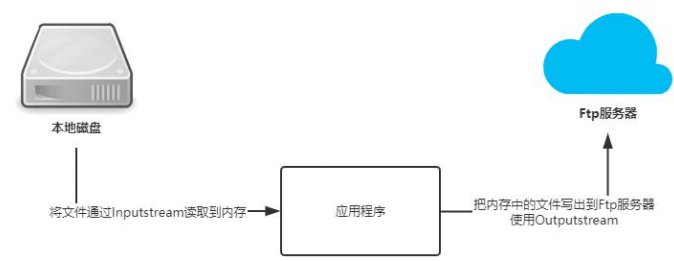 Ftp服务器
本地磁盘
将文件通过Inputstream读取到内存
应用程序
把内存中的文件写出到Ftp服务器
使用Outputstream